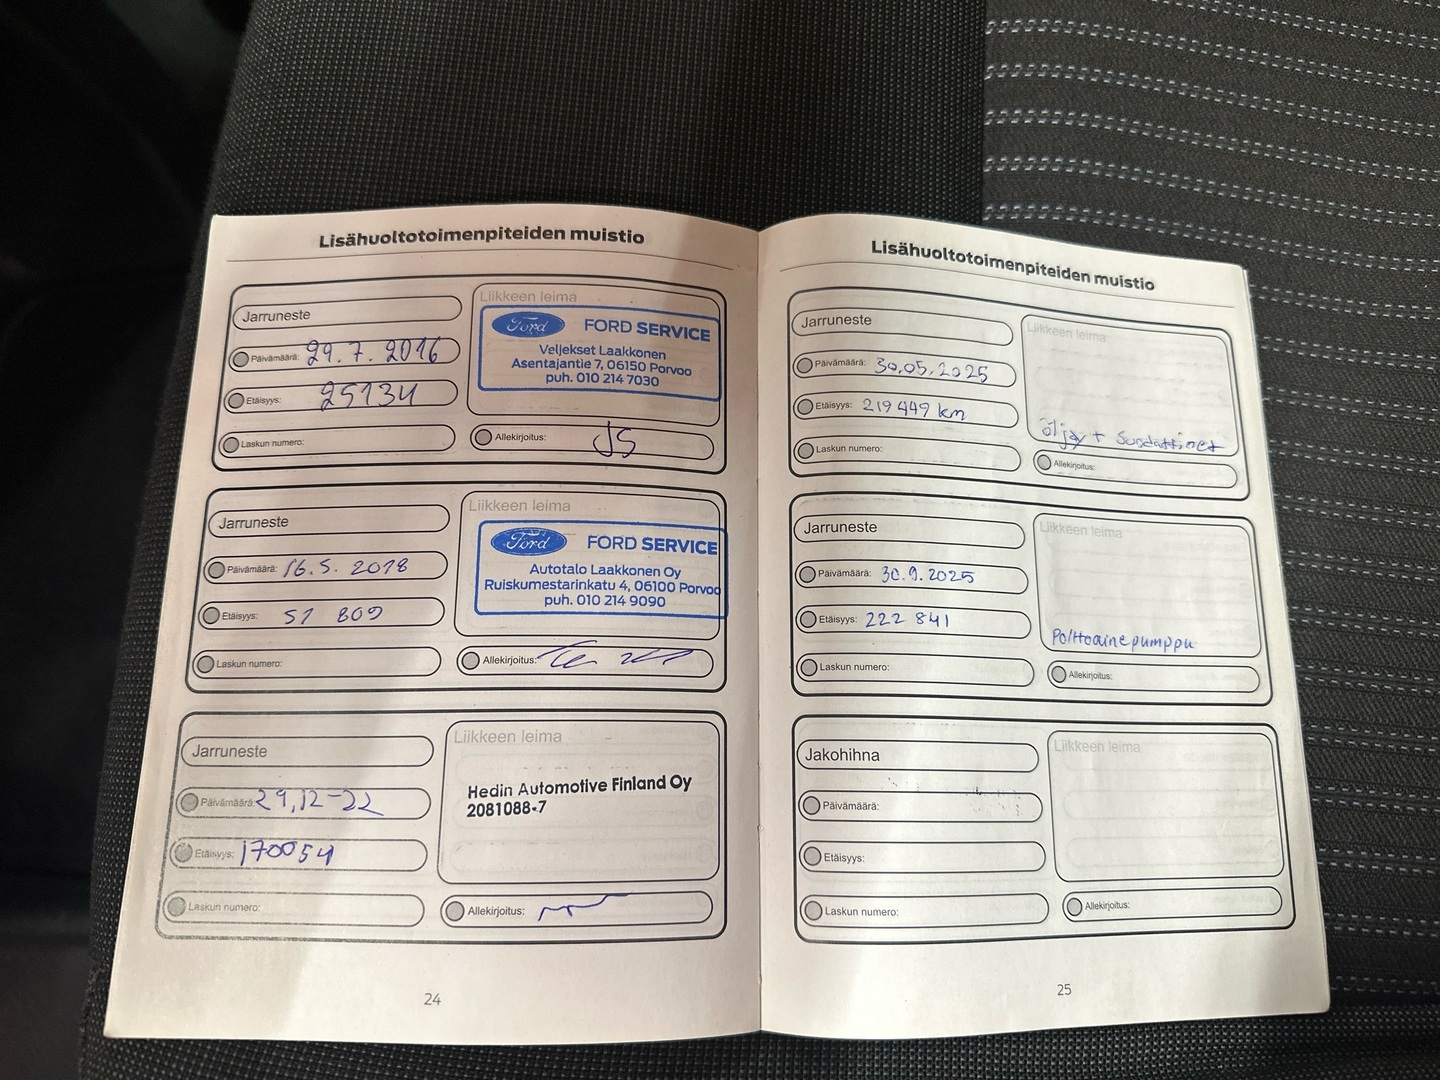 Lisähuoltotoimenpiteiden muistio
Jarruneste
Päivämäärä: 29.7.2016
Etäisyys: 25134
Laskun numero:
Liikkeen leima
Ford FORD SERVICE
Veljekset Laakkonen
Asentajantie 7, 06150 Porvoo
puh. 010 214 7030
Allekirjoitus: JS
Jarruneste
Päivämäärä: 16.5.2018
Etäisyys: 51 809
Laskun numero:
Liikkeen leima
Ford FORD SERVICE
Autotalo Laakkonen Oy
Ruiskumestarinkatu 4, 06100 Porvoo
puh. 010 214 9090
Allekirjoitus:
Jarruneste
Päivämäärä: 29,12-22
Etäisyys: 170054
Laskun numero:
Liikkeen leima
Hedin Automotive Finland Oy
2081088-7
Allekirjoitus:
24
Lisähuoltotoimenpiteiden muistio
Jarruneste
Päivämäärä: 30.05.2025
Etäisyys: 219 449 km
Laskun numero:
Liikkeen leima
öljy + Suodattimet
Allekirjoitus:
Jarruneste
Päivämäärä: 30.9.2025
Etäisyys: 222 841
Laskun numero:
Liikkeen leima
Polttoainepumppu
Allekirjoitus:
Jakohihna
Päivämäärä:
Etäisyys:
Laskun numero:
Liikkeen leima
Allekirjoitus:
25